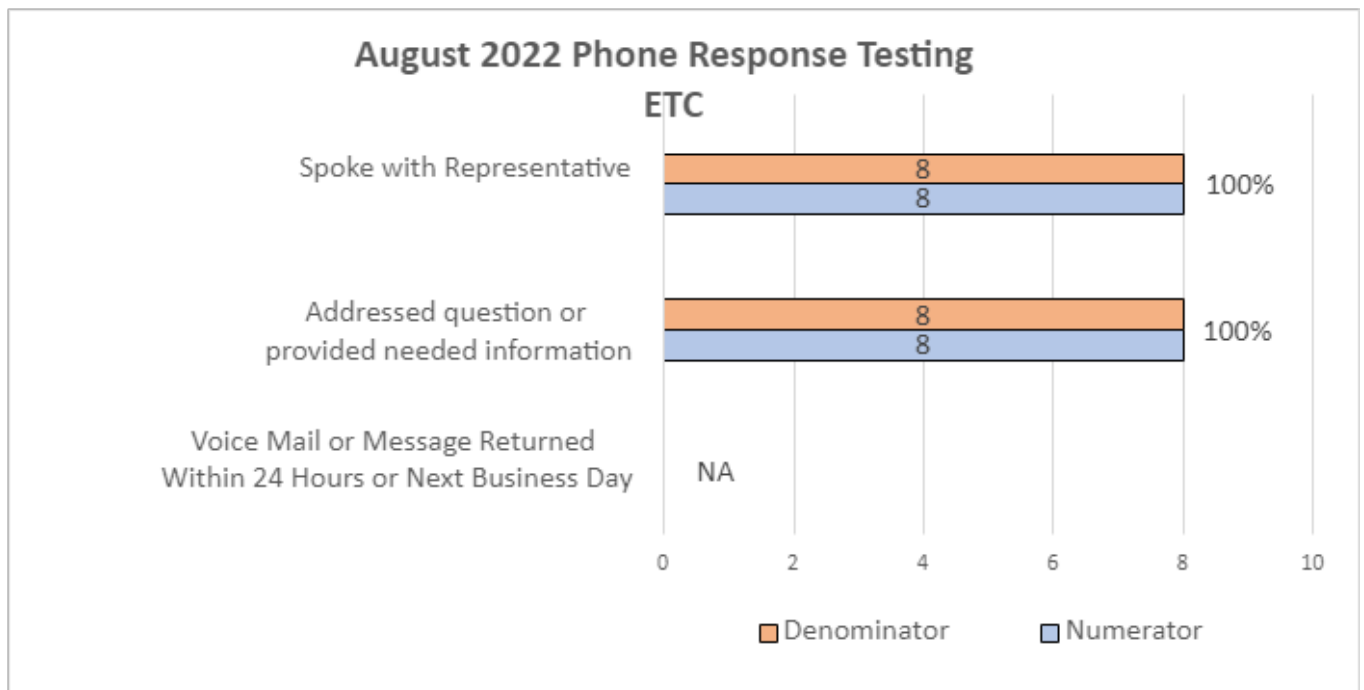 August 2022 Phone Response Testing
ETC
Spoke with Representative
8
8
100%
Addressed question or
provided needed information
8
8
100%
Voice Mail or Message Returned
Within 24 Hours or Next Business Day
NA
0 2 4 6 8 10
Denominator Numerator